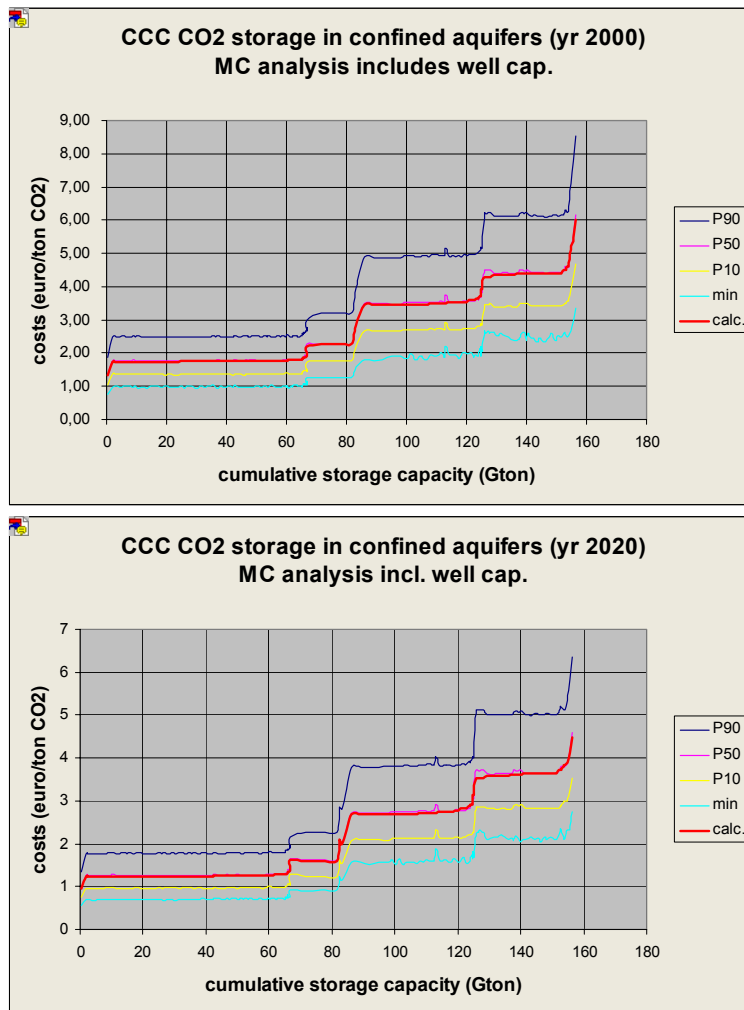 CCC CO2 storage in confined aquifers (yr 2000)
MC analysis includes well cap.
costs (euro/ton CO2)
9,00
8,00
7,00
6,00
5,00
4,00
3,00
2,00
1,00
0,00
0 20 40 60 80 100 120 140 160 180
cumulative storage capacity (Gton)
P90
P50
P10
min
calc.
CCC CO2 storage in confined aquifers (yr 2020)
MC analysis incl. well cap.
costs (euro/ton CO2)
7
6
5
4
3
2
1
0
0 20 40 60 80 100 120 140 160 180
cumulative storage capacity (Gton)
P90
P50
P10
min
calc.